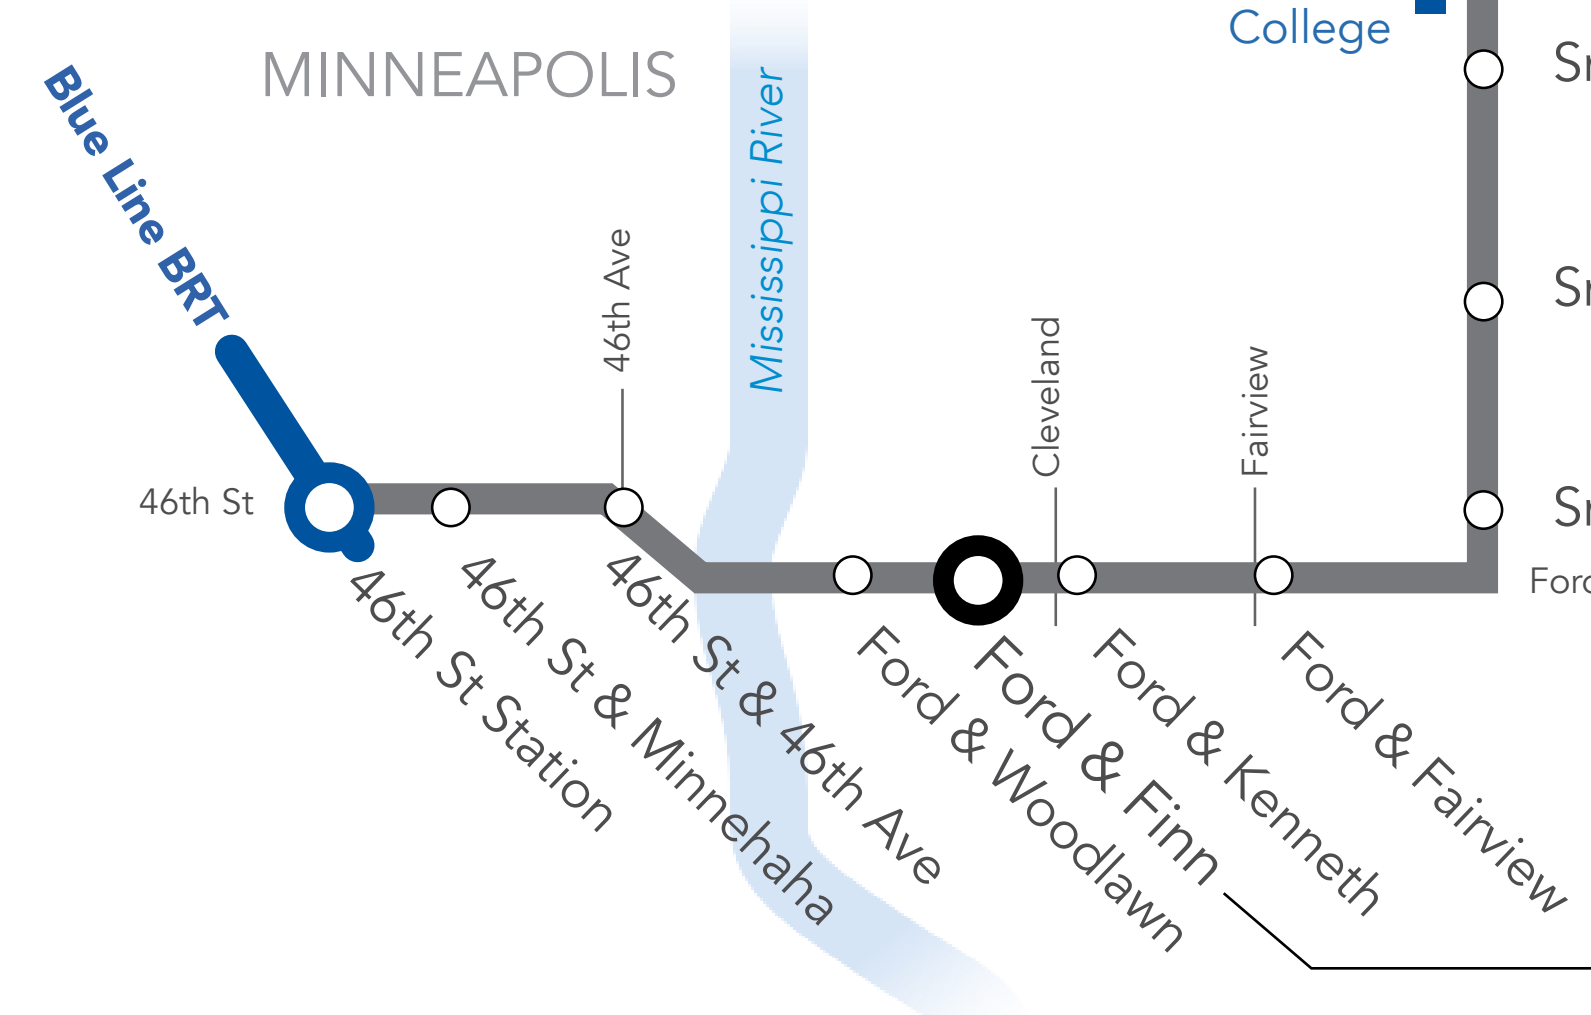 College
MINNEAPOLIS
Blue Line BRT
Mississippi River
46th Ave
Cleveland
Fairview
46th St
46th St Station
46th St & Minnehaha
46th St & 46th Ave
Ford & Woodlawn
Ford & Finn
Ford & Kenneth
Ford & Fairview
Ford